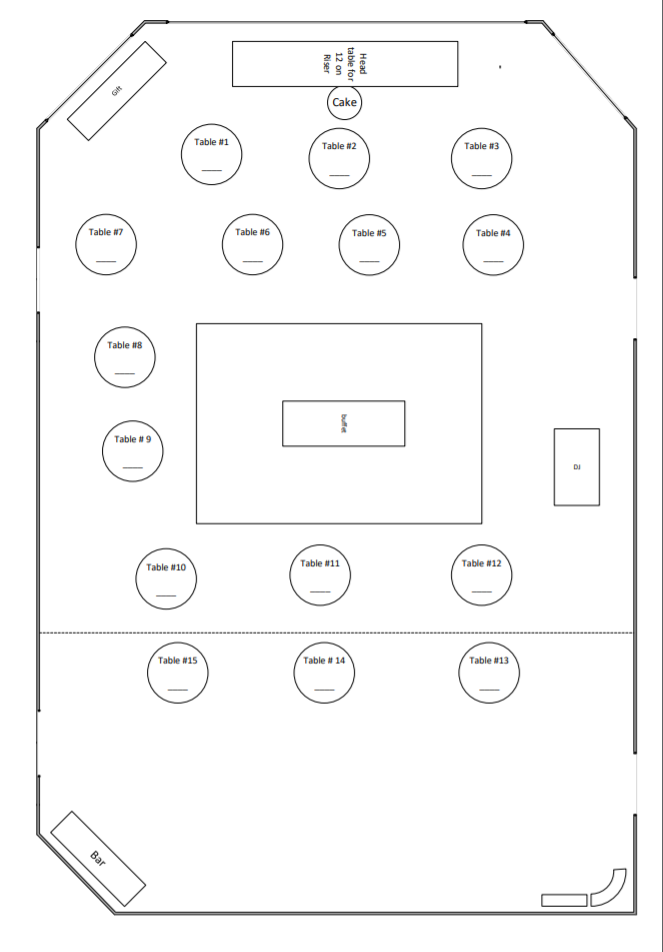 Head
table for
12 on
Riser
Gift
Cake
Table #1
____
Table #2
____
Table #3
____
Table #7
____
Table #6
____
Table #5
____
Table #4
____
Table #8
____
buffet
Table # 9
____
DJ
Table #10
____
Table #11
____
Table #12
____
Table #15
____
Table # 14
____
Table #13
____
Bar